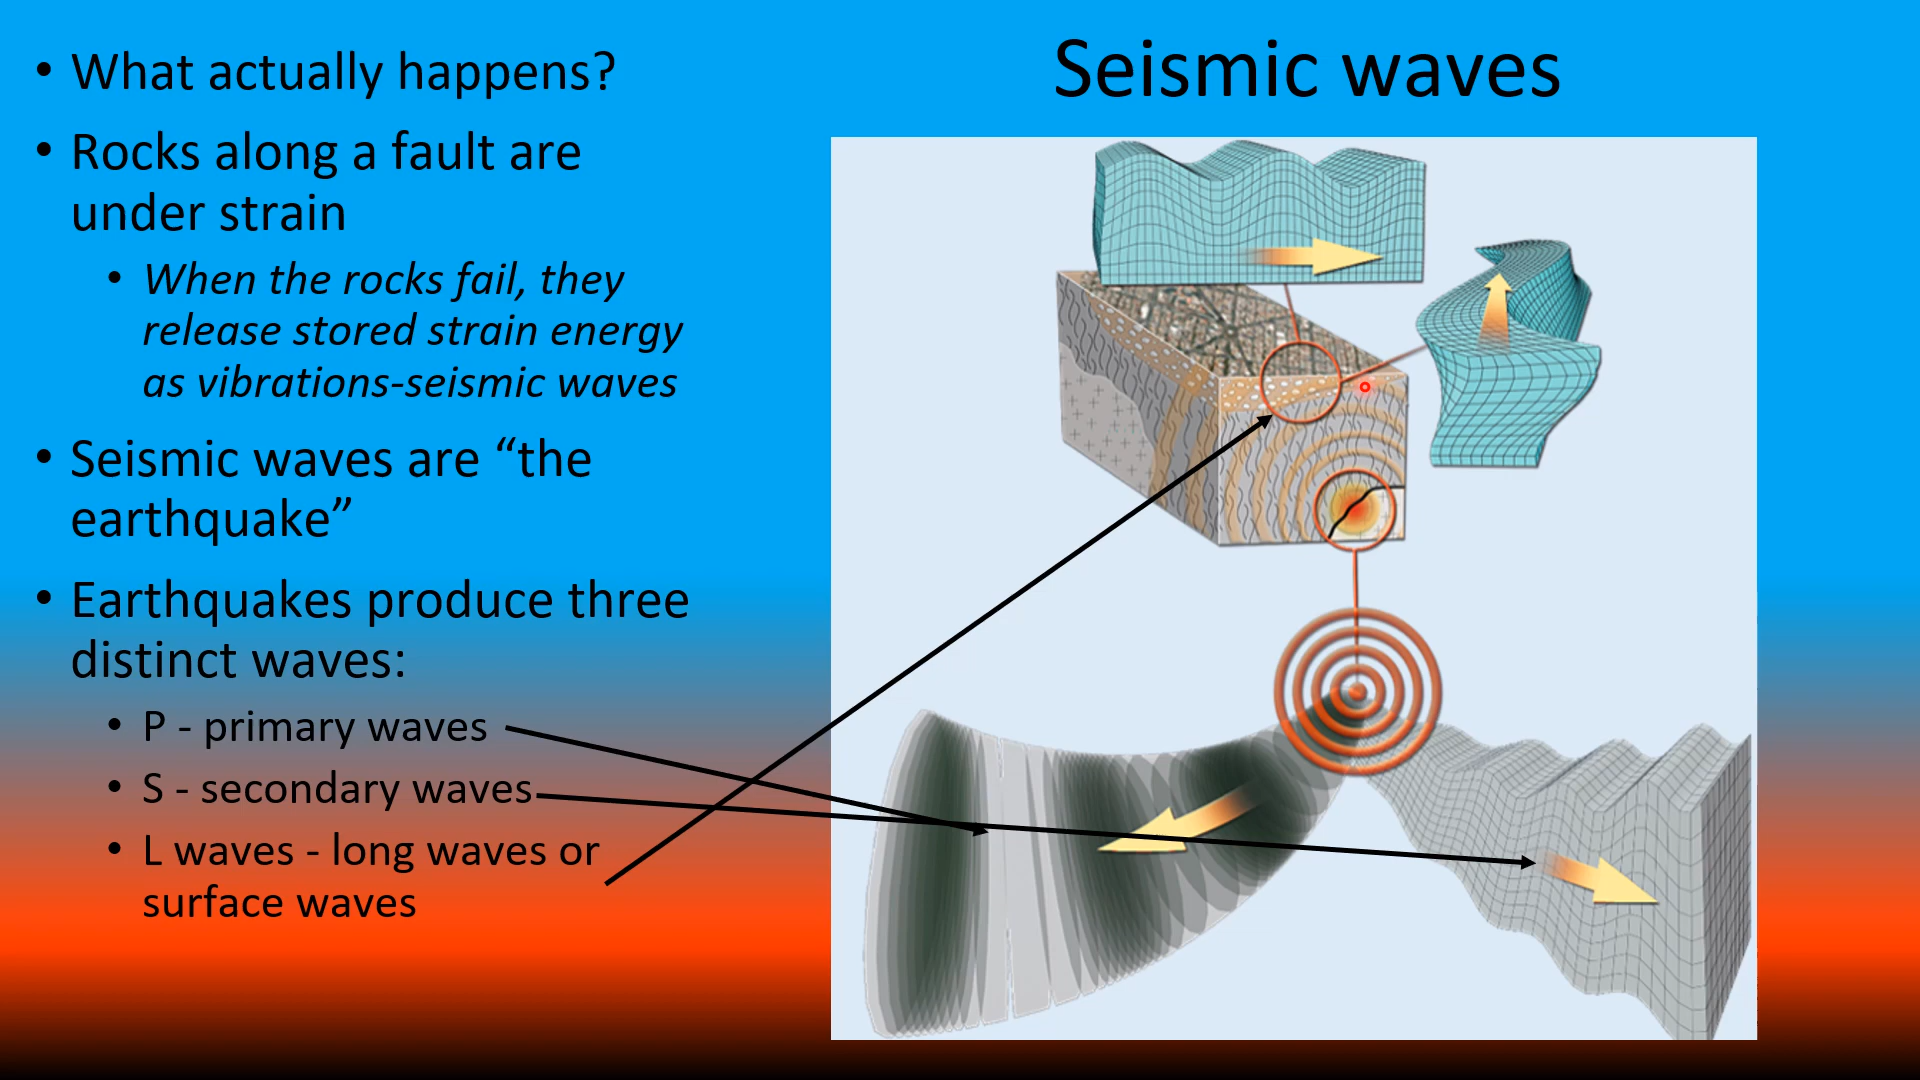 Seismic waves
• What actually happens?
• Rocks along a fault are
under strain
• When the rocks fail, they
release stored strain energy
as vibrations-seismic waves
• Seismic waves are “the
earthquake”
• Earthquakes produce three
distinct waves:
• P - primary waves
• S - secondary waves
• L waves - long waves or
surface waves